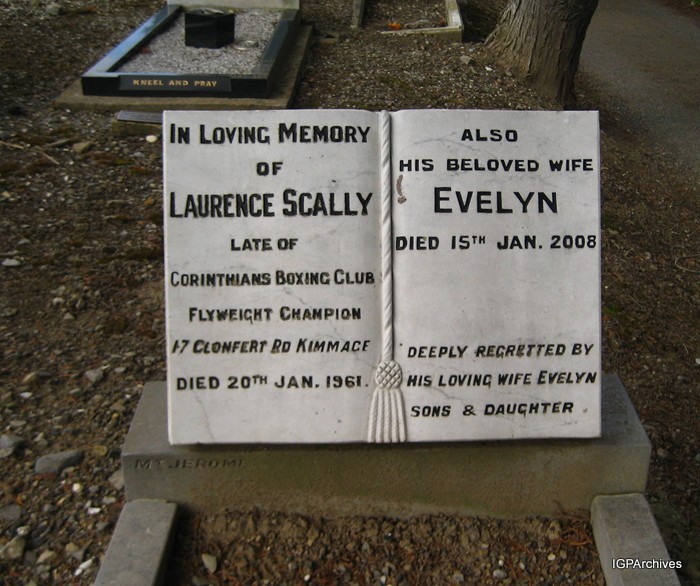 KNEEL AND PRAY
IN LOVING MEMORY
OF
LAURENCE SCALLY
LATE OF
CORINTHIANS BOXING CLUB
FLYWEIGHT CHAMPION
17 CLONFERT RD KIMMACE
DIED 20TH JAN. 1961.
ALSO
HIS BELOVED WIFE
EVELYN
DIED 15TH JAN. 2008
DEEPLY REGRETTED BY
HIS LOVING WIFE EVELYN
SONS & DAUGHTER
MT JEROME
IGPArchives